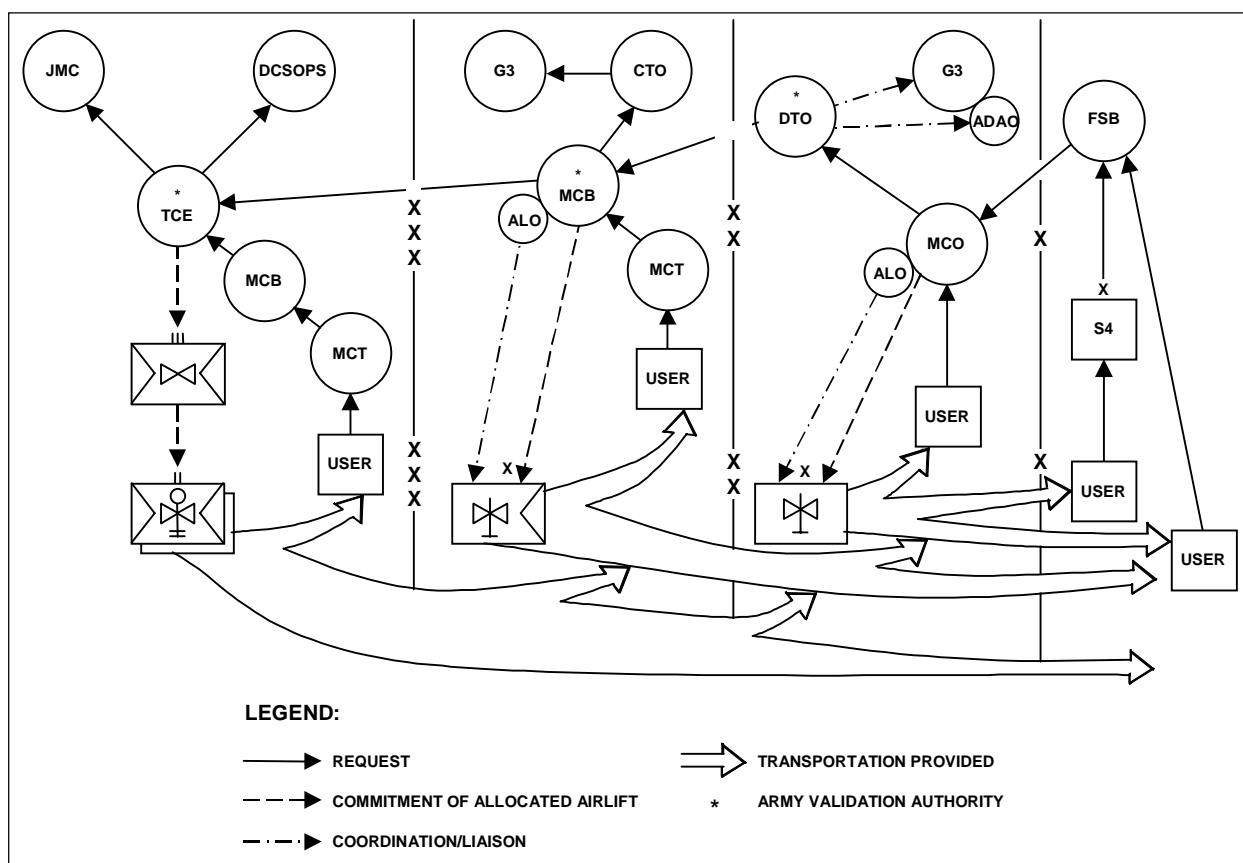 JMC
DCSOPS
G3
CTO
G3
*
DTO
ADAO
FSB
*
TCE
*
MCB
ALO
MCO
ALO
MCB
MCT
MCT
USER
USER
USER
S4
X
USER
USER
X
X
X
X
X
X
X
X
X
X
X
X
X
X
LEGEND:
REQUEST
COMMITMENT OF ALLOCATED AIRLIFT
COORDINATION/LIAISON
TRANSPORTATION PROVIDED
* ARMY VALIDATION AUTHORITY